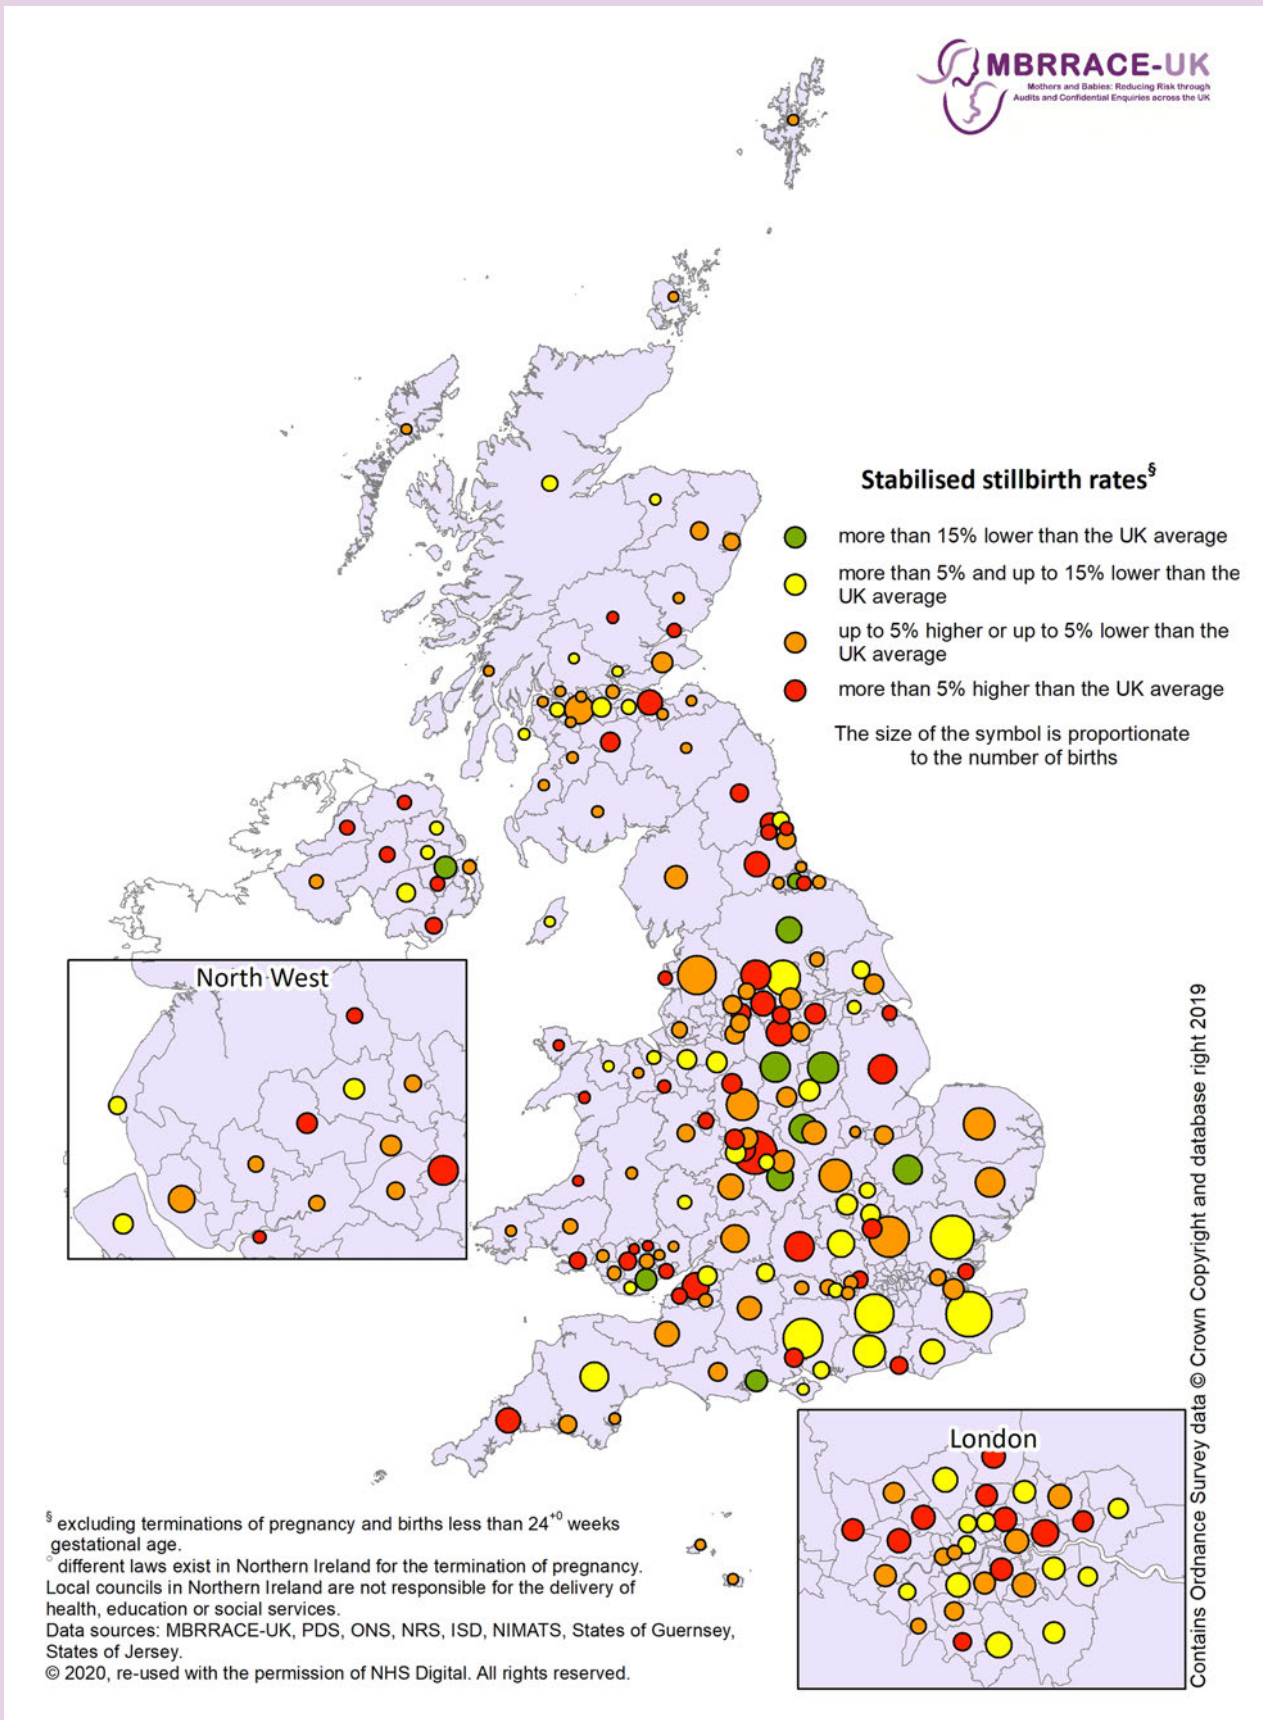 MBRRACE-UK
Mothers and Babies: Reducing Risk through
Audits and Confidential Enquiries across the UK
Stabilised stillbirth rates§
more than 15% lower than the UK average
more than 5% and up to 15% lower than the
UK average
up to 5% higher or up to 5% lower than the
UK average
more than 5% higher than the UK average
The size of the symbol is proportionate
to the number of births
North West
London
Contains Ordnance Survey data © Crown Copyright and database right 2019
§ excluding terminations of pregnancy and births less than 24+0 weeks
gestational age.
○ different laws exist in Northern Ireland for the termination of pregnancy.
Local councils in Northern Ireland are not responsible for the delivery of
health, education or social services.
Data sources: MBRRACE-UK, PDS, ONS, NRS, ISD, NIMATS, States of Guernsey,
States of Jersey.
© 2020, re-used with the permission of NHS Digital. All rights reserved.